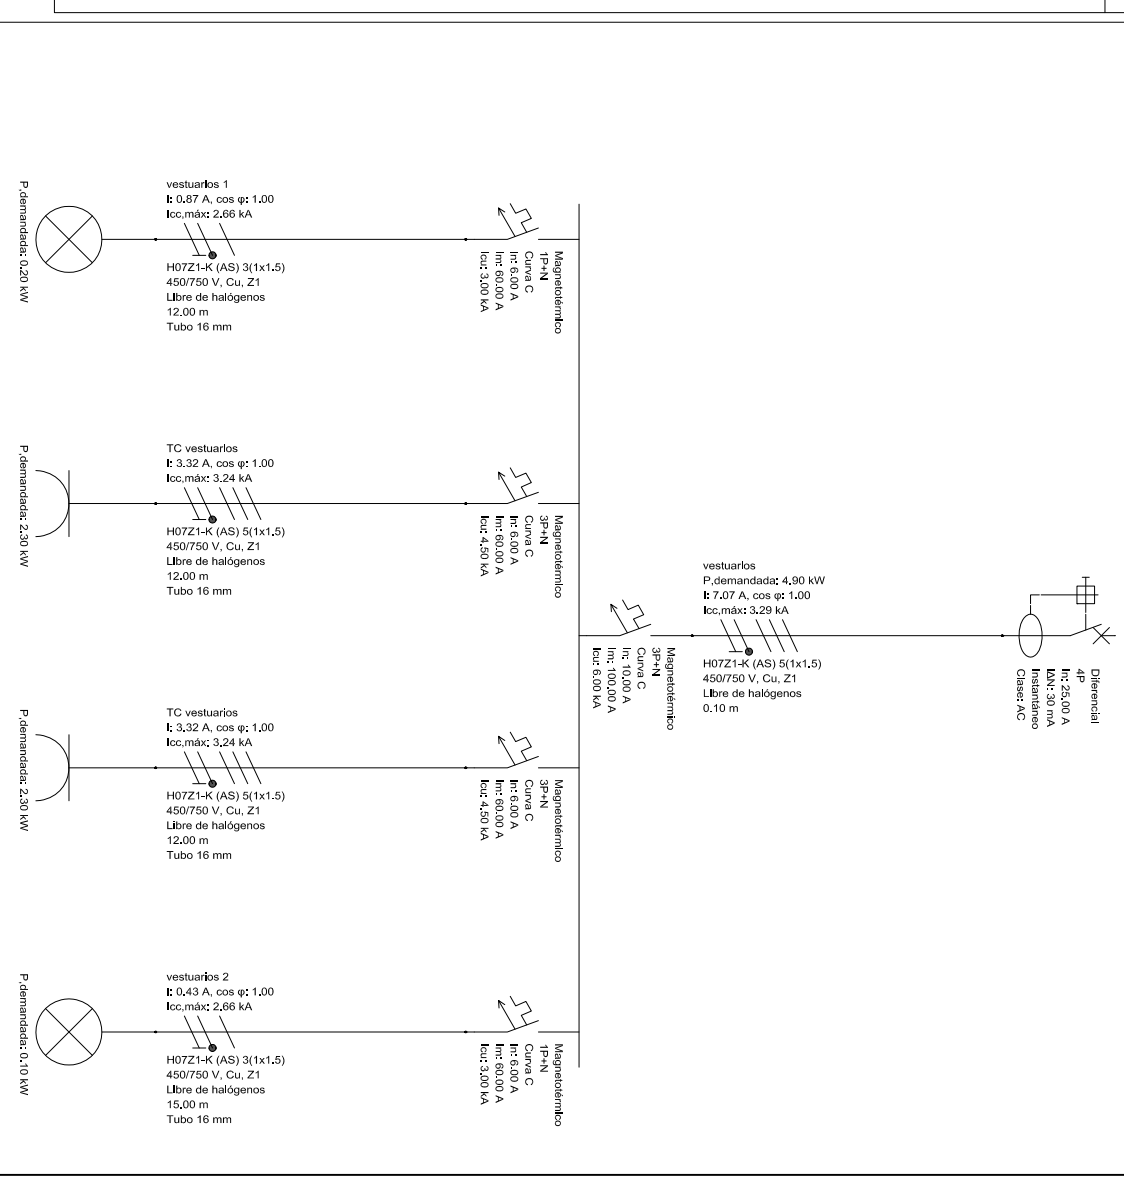 vestuarios 1
I: 0.87 A, cos φ: 1.00
Icc,máx: 2.66 kA
H07Z1-K (AS) 3(1x1.5)
450/750 V, Cu, Z1
Libre de halógenos
12.00 m
Tubo 16 mm
P,demandada: 0.20 kW
Magnetotérmico
1P+N
Curva C
In: 6.00 A
Im: 60.00 A
Icu: 3.00 kA
TC vestuarios
I: 3.32 A, cos φ: 1.00
Icc,máx: 3.24 kA
H07Z1-K (AS) 5(1x1.5)
450/750 V, Cu, Z1
Libre de halógenos
12.00 m
Tubo 16 mm
P,demandada: 2.30 kW
Magnetotérmico
3P+N
Curva C
In: 6.00 A
Im: 60.00 A
Icu: 4.50 kA
vestuarios
P,demandada: 4.90 kW
I: 7.07 A, cos φ: 1.00
Icc,máx: 3.29 kA
H07Z1-K (AS) 5(1x1.5)
450/750 V, Cu, Z1
Libre de halógenos
0.10 m
Magnetotérmico
3P+N
Curva C
In: 10.00 A
Im: 100.00 A
Icu: 6.00 kA
Diferencial
4P
In: 25.00 A
IΔN: 30 mA
Instantáneo
Clase: AC
TC vestuarios
I: 3.32 A, cos φ: 1.00
Icc,máx: 3.24 kA
H07Z1-K (AS) 5(1x1.5)
450/750 V, Cu, Z1
Libre de halógenos
12.00 m
Tubo 16 mm
P,demandada: 2.30 kW
Magnetotérmico
3P+N
Curva C
In: 6.00 A
Im: 60.00 A
Icu: 4.50 kA
vestuarios 2
I: 0.43 A, cos φ: 1.00
Icc,máx: 2.66 kA
H07Z1-K (AS) 3(1x1.5)
450/750 V, Cu, Z1
Libre de halógenos
15.00 m
Tubo 16 mm
P,demandada: 0.10 kW
Magnetotérmico
1P+N
Curva C
In: 6.00 A
Im: 60.00 A
Icu: 3.00 kA